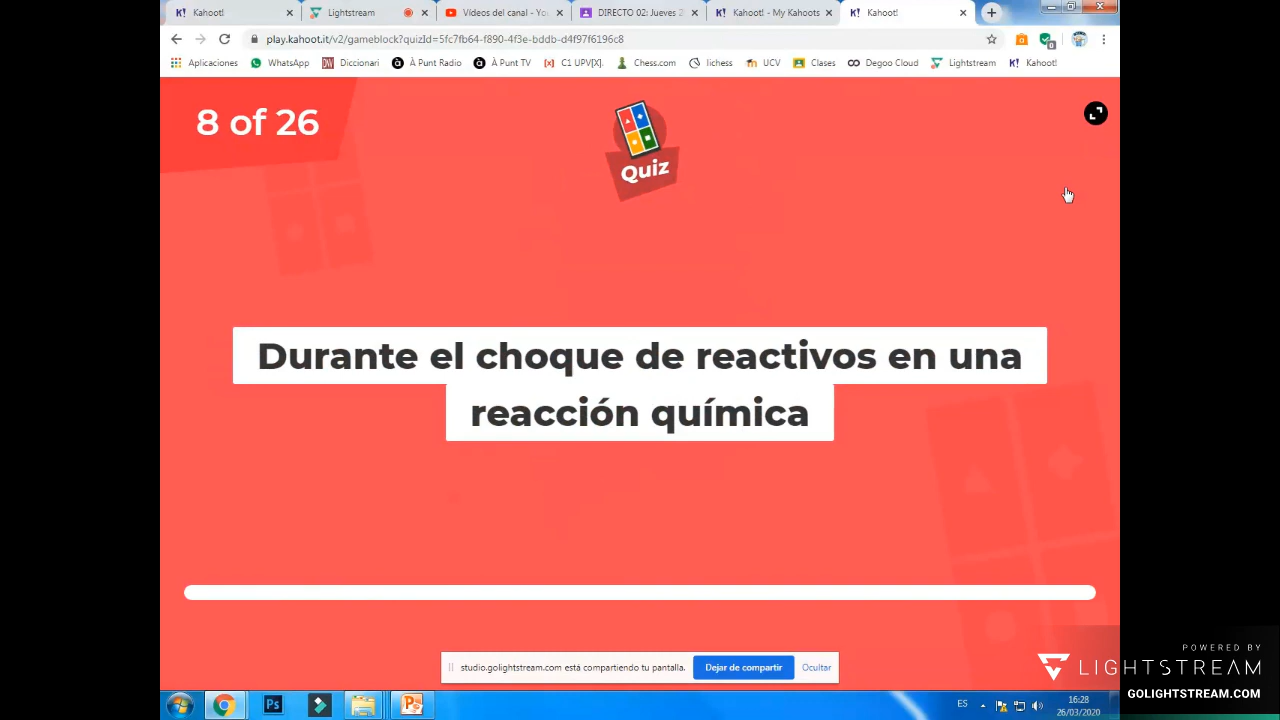 Kahoot!
Lightstream
Vídeos del canal - Yo
DIRECTO 02: Jueves 2
Kahoot! - My Kahoots
Kahoot!
play.kahoot.it/v2/gameblock?quizId=5fc7fb64-f890-4f3e-bddb-d4f97f6196c8
0
Aplicaciones
WhatsApp
Diccionari
À Punt Radio
À Punt TV
C1 UPV[X].
Chess.com
lichess
UCV
Clases
Degoo Cloud
Lightstream
Kahoot!
8 of 26
Quiz
Durante el choque de reactivos en una
reacción química
studio.golightstream.com está compartiendo tu pantalla.
Dejar de compartir
Ocultar
POWERED BY
LIGHTSTREAM
GOLIGHTSTREAM.COM
Ps
ES
16:28
26/03/2020